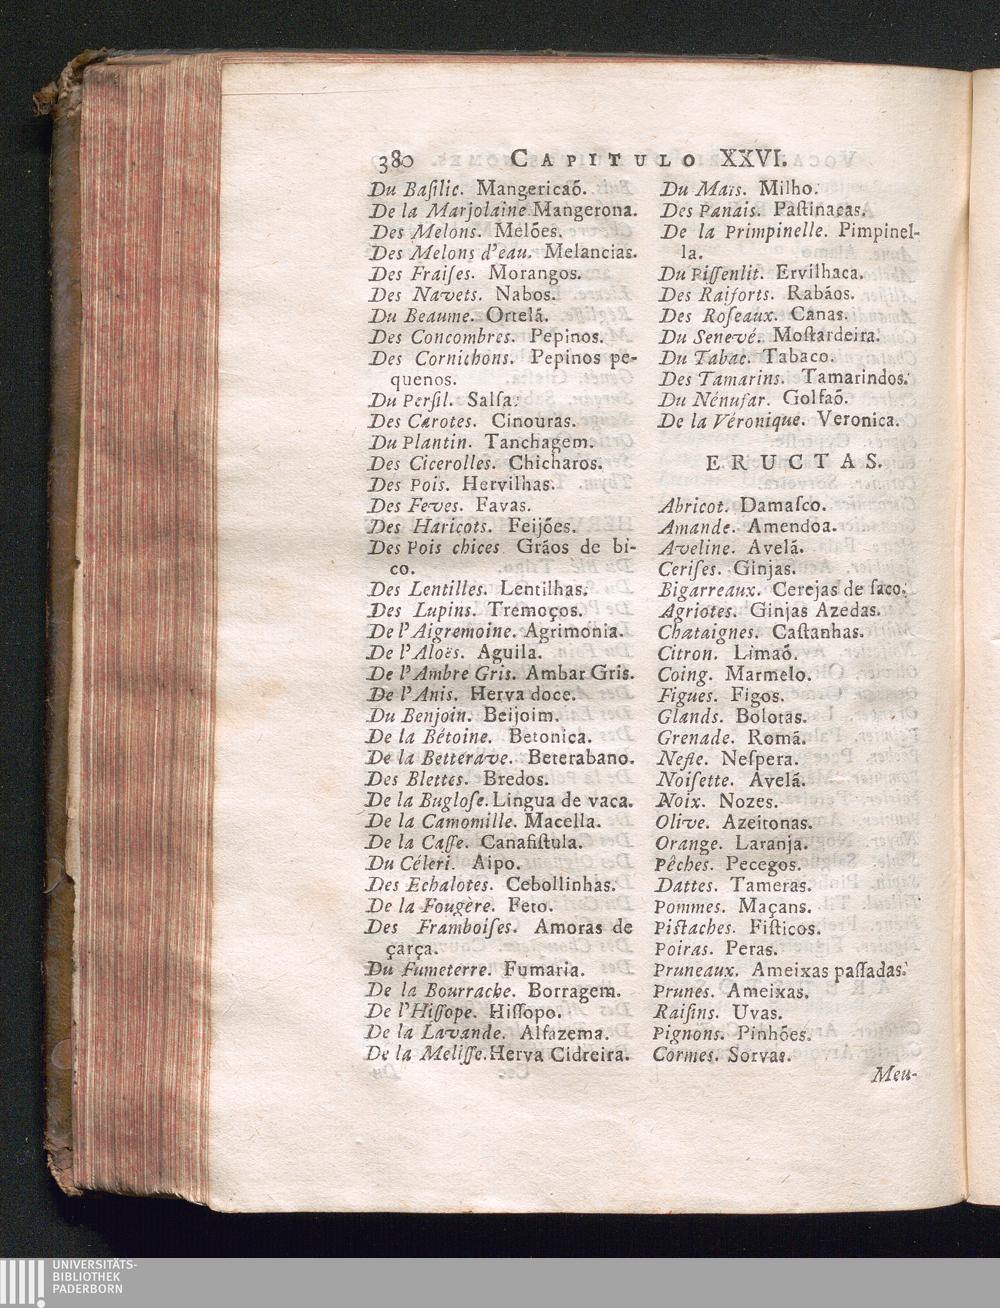 380 CAPITULO XXVI.
Du Baſilic. Mangericaõ.
De la Marjolaine. Mangerona.
Des Melons. Melões.
Des Melons d'eau. Melancias.
Des Fraiſes. Morangos.
Des Navets. Nabos.
Du Beaume. Ortelã.
Des Concombres. Pepinos.
Des Cornichons. Pepinos pe-
quenos.
Du Perſil. Salſa.
Des Carotes. Cinouras.
Du Plantin. Tanchagem.
Des Cicerolles. Chicharos.
Des Pois. Hervilhas.
Des Feves. Favas.
Des Haricots. Feijões.
Des Pois chices. Grãos de bi-
co.
Des Lentilles. Lentilhas.
Des Lupins. Tremoços.
De l'Aigremoine. Agrimonia.
De l'Aloës. Aguila.
De l'Ambre Gris. Ambar Gris.
De l'Anis. Herva doce.
Du Benjoin. Beijoim.
De la Bêtoine. Betonica.
De la Betterave. Beterabano.
Des Blettes. Bredos.
De la Bugloſe. Lingua de vaca.
De la Camomille. Macella.
De la Caſſe. Canafiſtula.
Du Céleri. Aipo.
Des Echalotes. Cebollinhas.
De la Fougère. Feto.
Des Framboiſes. Amoras de
çarça.
Du Fumeterre. Fumaria.
De la Bourrache. Borragem.
De l'Hiſſope. Hiſſopo.
De la Lavande. Alfazema.
De la Meliſſe. Herva Cidreira.
Du Maïs. Milho.
Des Panais. Paſtinacas.
De la Primpinelle. Pimpinel-
la.
Du Piſſenlit. Ervilhaca.
Des Raiforts. Rabãos.
Des Roſeaux. Canas.
Du Senevé. Moſtardeira.
Du Tabac. Tabaco.
Des Tamarins. Tamarindos.
Du Nénufar. Golfaõ.
De la Véronique. Veronica.
ERUCTAS.
Abricot. Damaſco.
Amande. Amendoa.
Aveline. Avelã.
Ceriſes. Ginjas.
Bigarreaux. Cerejas de ſaco.
Agriotes. Ginjas Azedas.
Chataignes. Caſtanhas.
Citron. Limaõ.
Coing. Marmelo.
Figues. Figos.
Glands. Bolotas.
Grenade. Romã.
Nefle. Neſpera.
Noiſette. Avelã.
Noix. Nozes.
Olive. Azeitonas.
Orange. Laranja.
Pêches. Pecegos.
Dattes. Tameras.
Pommes. Maçans.
Piſtaches. Fiſticos.
Poiras. Peras.
Pruneaux. Ameixas paſſadas.
Prunes. Ameixas.
Raiſins. Uvas.
Pignons. Pinhões.
Cormes. Sorvas.
Meu-
UNIVERSITÄTS-
BIBLIOTHEK
PADERBORN